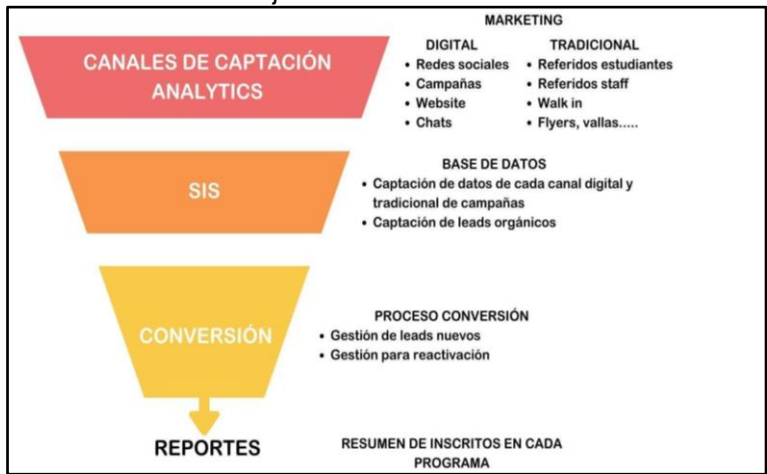 MARKETING
CANALES DE CAPTACIÓN
ANALYTICS
DIGITAL
• Redes sociales
• Campañas
• Website
• Chats
TRADICIONAL
• Referidos estudiantes
• Referidos staff
• Walk in
• Flyers, vallas.....
SIS
BASE DE DATOS
• Captación de datos de cada canal digital y
tradicional de campañas
• Captación de leads orgánicos
CONVERSIÓN
PROCESO CONVERSIÓN
• Gestión de leads nuevos
• Gestión para reactivación
REPORTES
RESUMEN DE INSCRITOS EN CADA
PROGRAMA